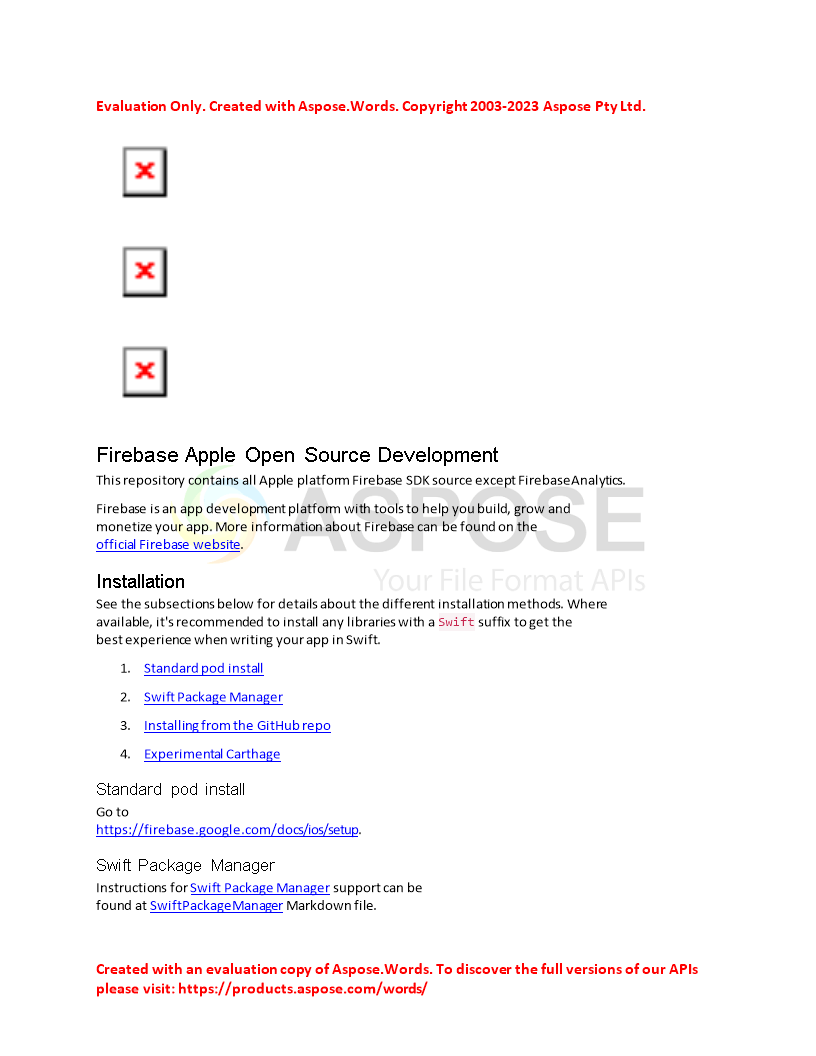 Evaluation Only. Created with Aspose.Words. Copyright 2003-2023 Aspose Pty Ltd.
Firebase Apple Open Source Development
This repository contains all Apple platform Firebase SDK source except FirebaseAnalytics.
Firebase is an app development platform with tools to help you build, grow and
monetize your app. More information about Firebase can be found on the
official Firebase website.
ASPOSE
Your File Format APIs
Installation
See the subsections below for details about the different installation methods. Where
available, it's recommended to install any libraries with a Swift suffix to get the
best experience when writing your app in Swift.
1. Standard pod install
2. Swift Package Manager
3. Installing from the GitHub repo
4. Experimental Carthage
Standard pod install
Go to
https://firebase.google.com/docs/ios/setup.
Swift Package Manager
Instructions for Swift Package Manager support can be
found at SwiftPackageManager Markdown file.
Created with an evaluation copy of Aspose.Words. To discover the full versions of our APIs
please visit: https://products.aspose.com/words/